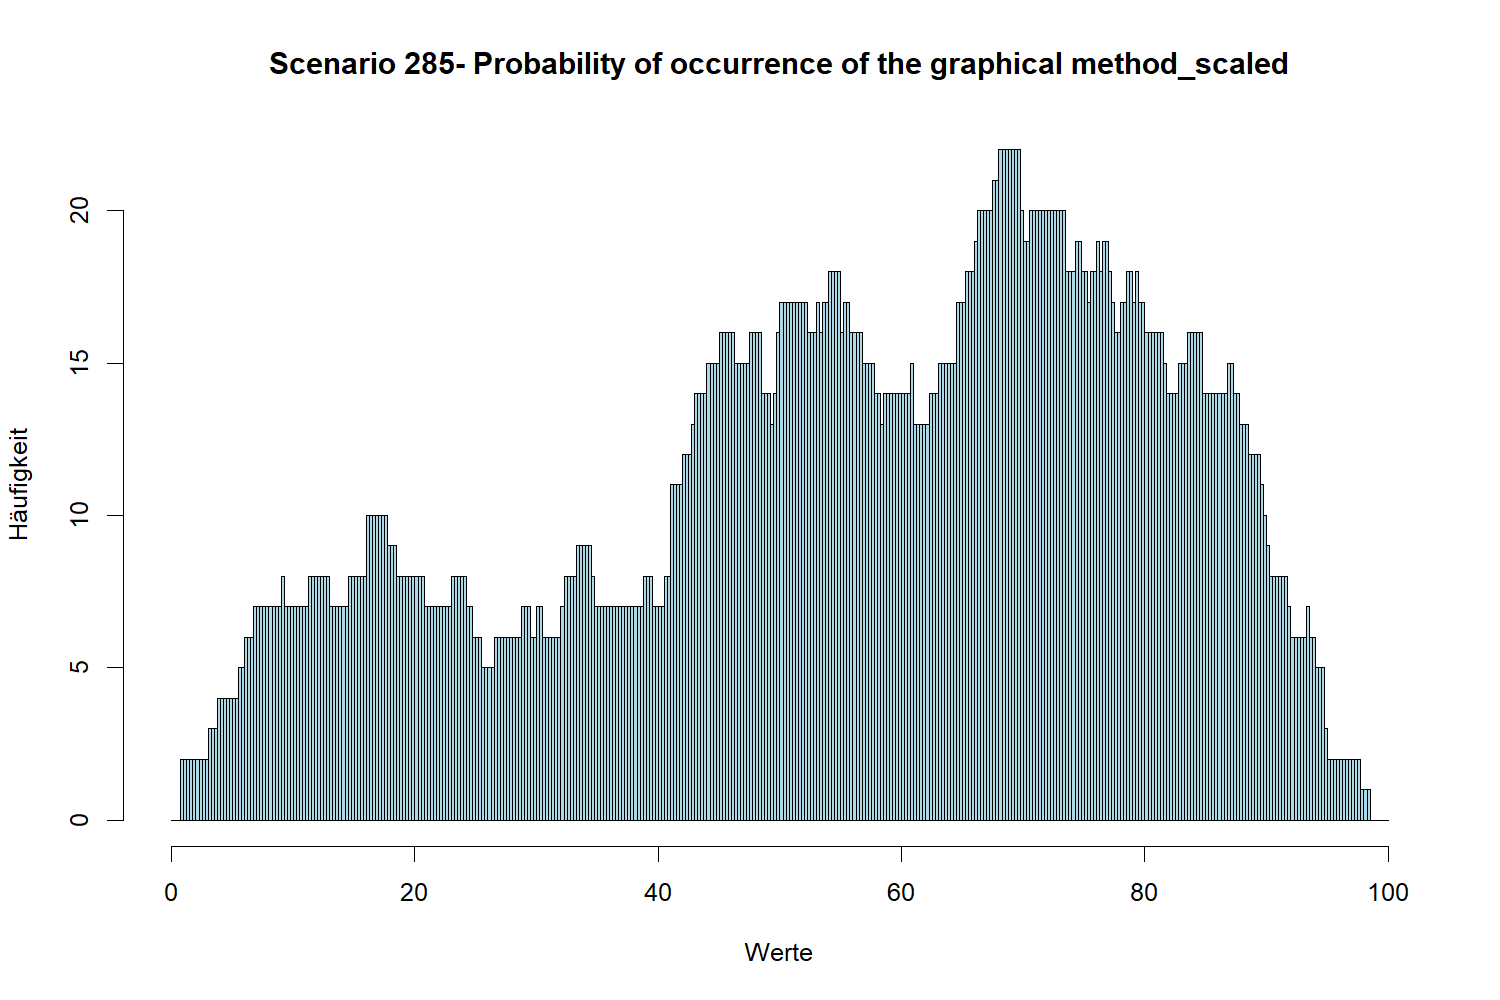 Scenario 285- Probability of occurrence of the graphical method_scaled
Häufigkeit
20
15
10
5
0
0 20 40 60 80 100
Werte